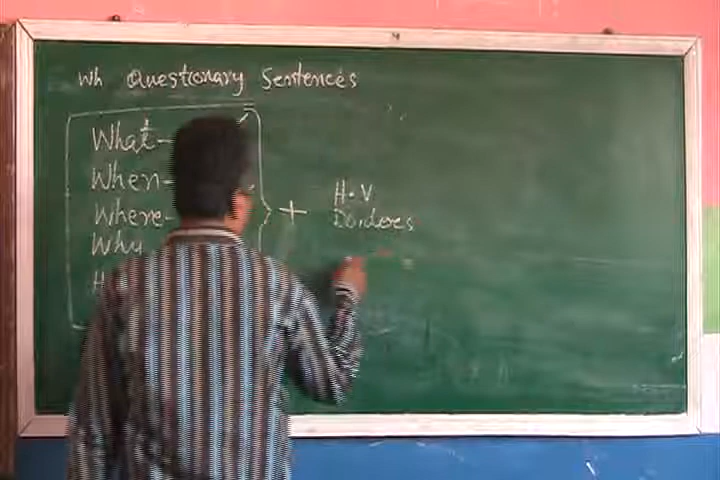 Wh Questionary Sentences
What-
When-
Where-
Why
H
+
H.V
Do, does